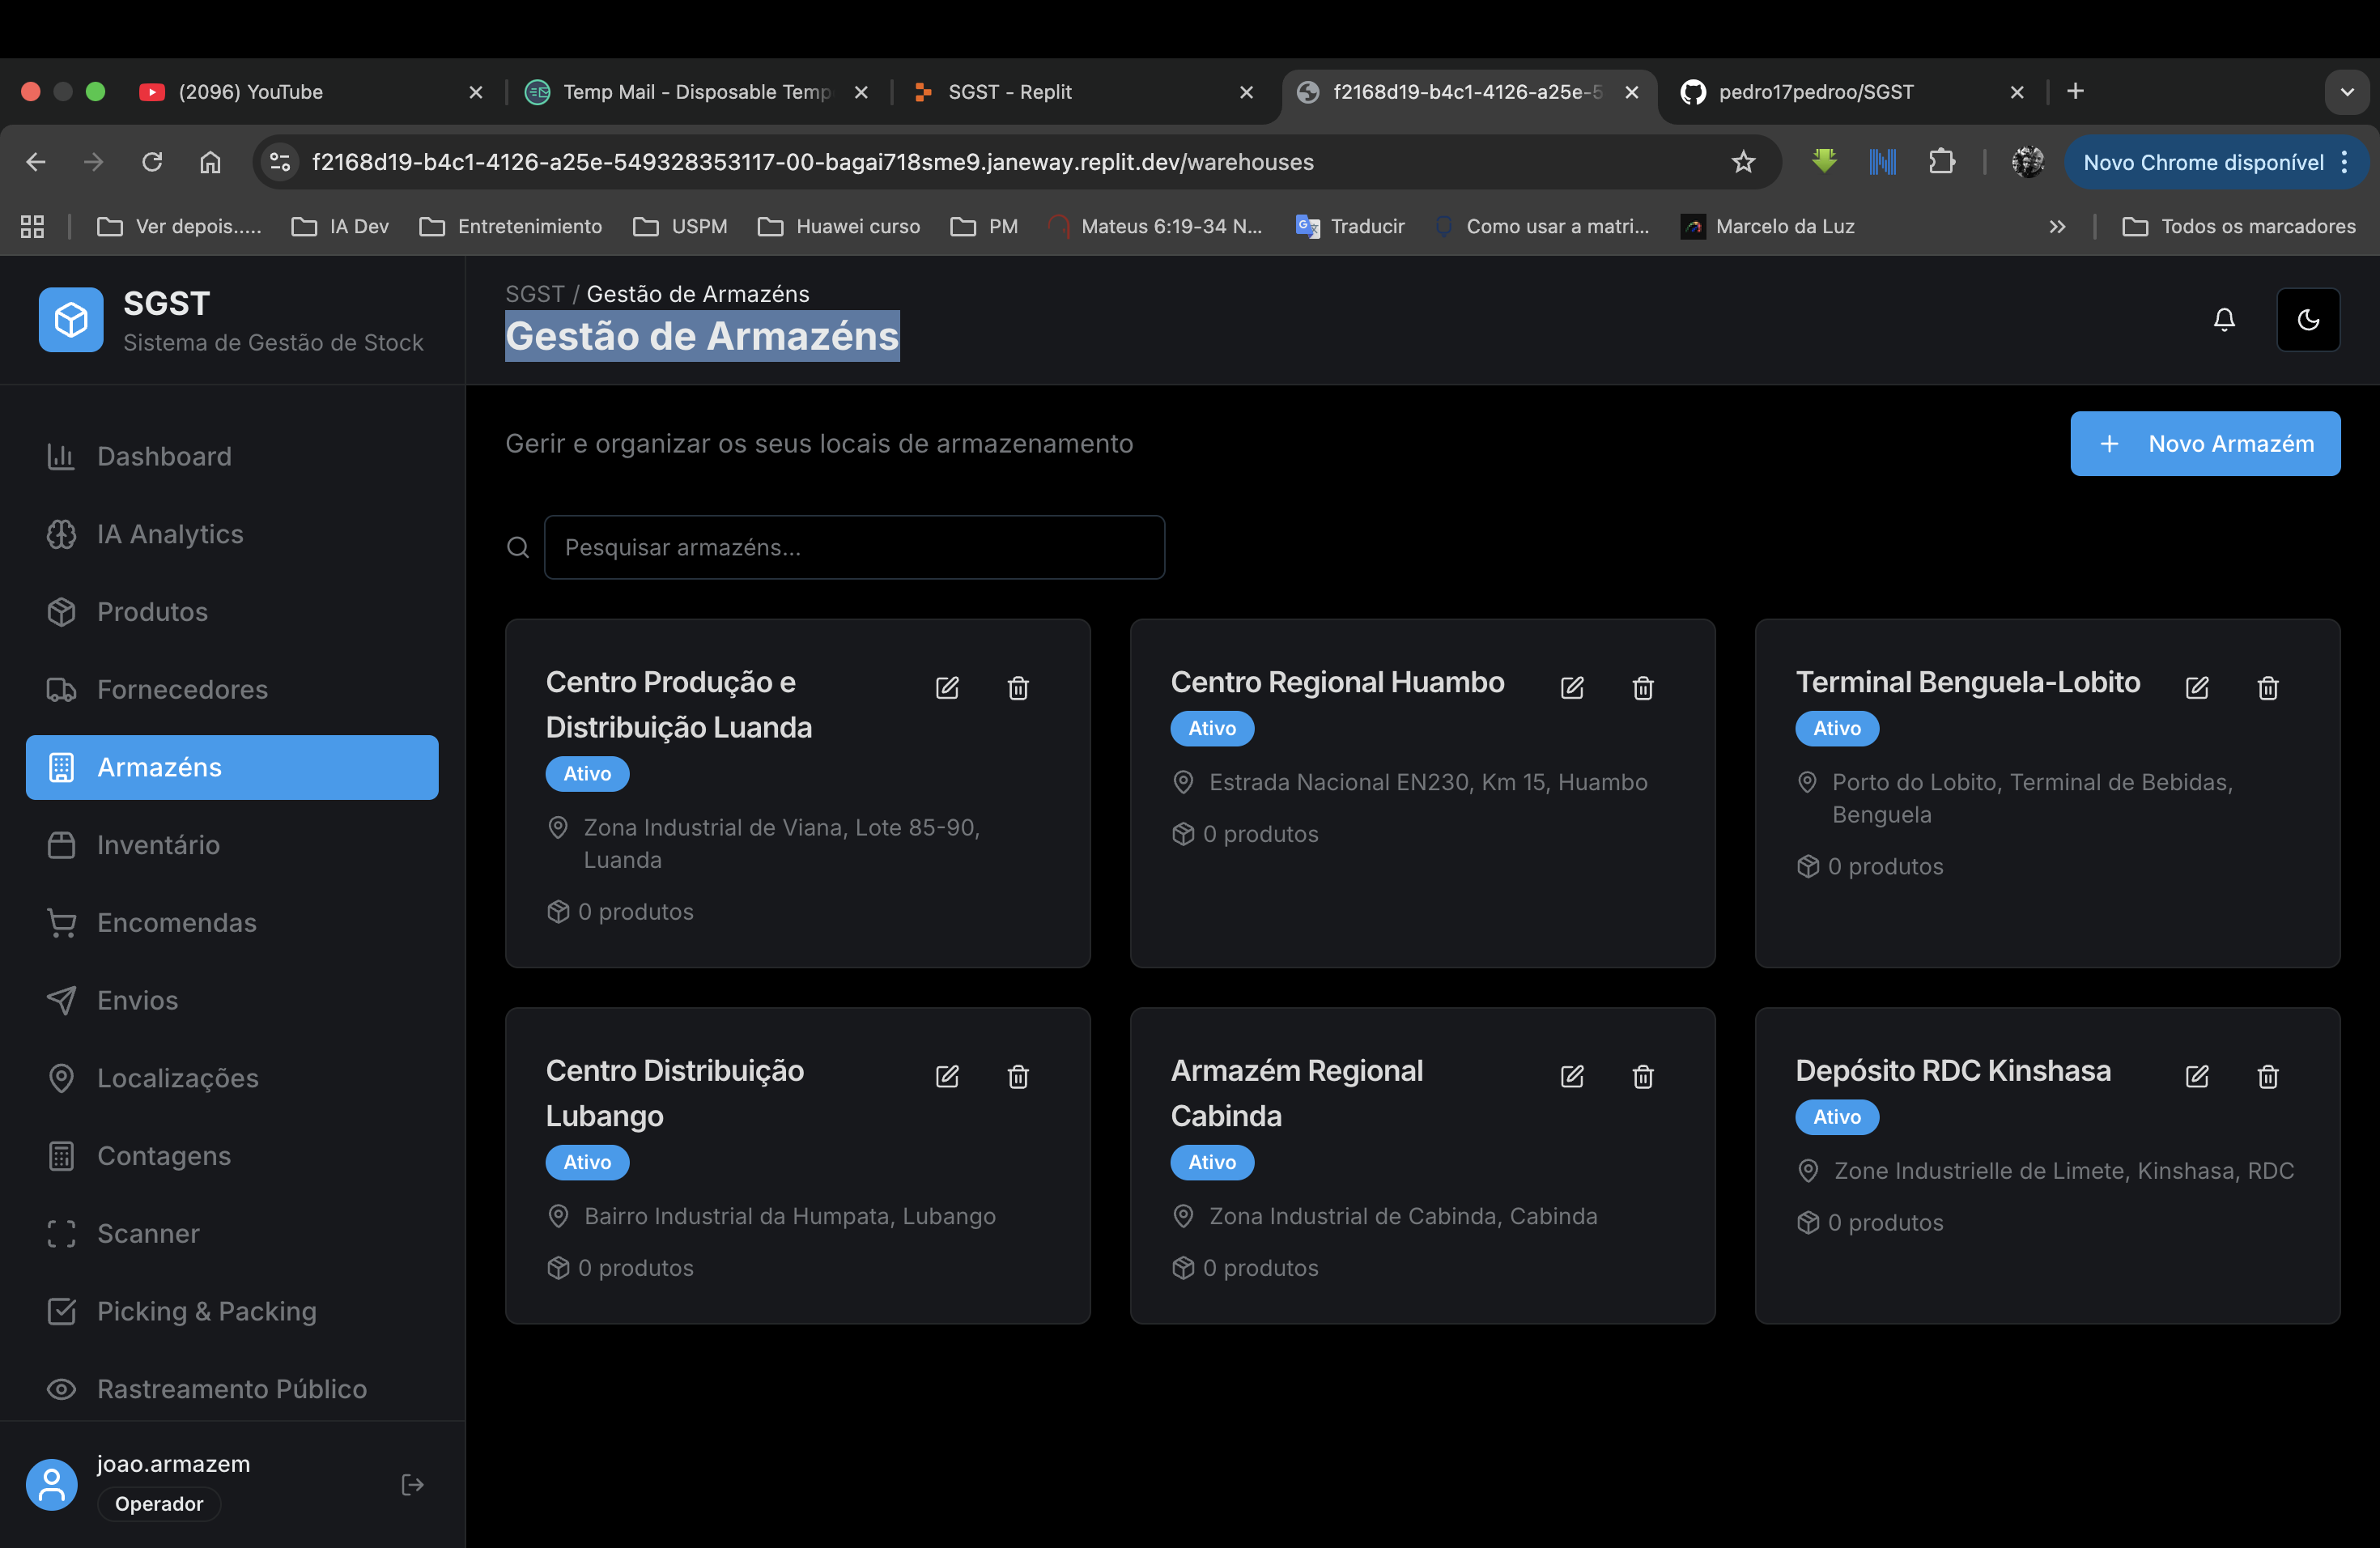 (2096) YouTube
Temp Mail - Disposable Temp
SGST - Replit
f2168d19-b4c1-4126-a25e-5
pedro17pedroo/SGST
f2168d19-b4c1-4126-a25e-549328353117-00-bagai718sme9.janeway.replit.dev/warehouses
Novo Chrome disponível
Ver depois.....
IA Dev
Entretenimiento
USPM
Huawei curso
PM
Mateus 6:19-34 N...
Traducir
Como usar a matri...
Marcelo da Luz
Todos os marcadores
SGST
Sistema de Gestão de Stock
Dashboard
IA Analytics
Produtos
Fornecedores
Armazéns
Inventário
Encomendas
Envios
Localizações
Contagens
Scanner
Picking & Packing
Rastreamento Público
joao.armazem
Operador
SGST / Gestão de Armazéns
Gestão de Armazéns
Gerir e organizar os seus locais de armazenamento
Novo Armazém
Pesquisar armazéns...
Centro Produção e
Distribuição Luanda
Ativo
Zona Industrial de Viana, Lote 85-90,
Luanda
0 produtos
Centro Regional Huambo
Ativo
Estrada Nacional EN230, Km 15, Huambo
0 produtos
Terminal Benguela-Lobito
Ativo
Porto do Lobito, Terminal de Bebidas,
Benguela
0 produtos
Centro Distribuição
Lubango
Ativo
Bairro Industrial da Humpata, Lubango
0 produtos
Armazém Regional
Cabinda
Ativo
Zona Industrial de Cabinda, Cabinda
0 produtos
Depósito RDC Kinshasa
Ativo
Zone Industrielle de Limete, Kinshasa, RDC
0 produtos